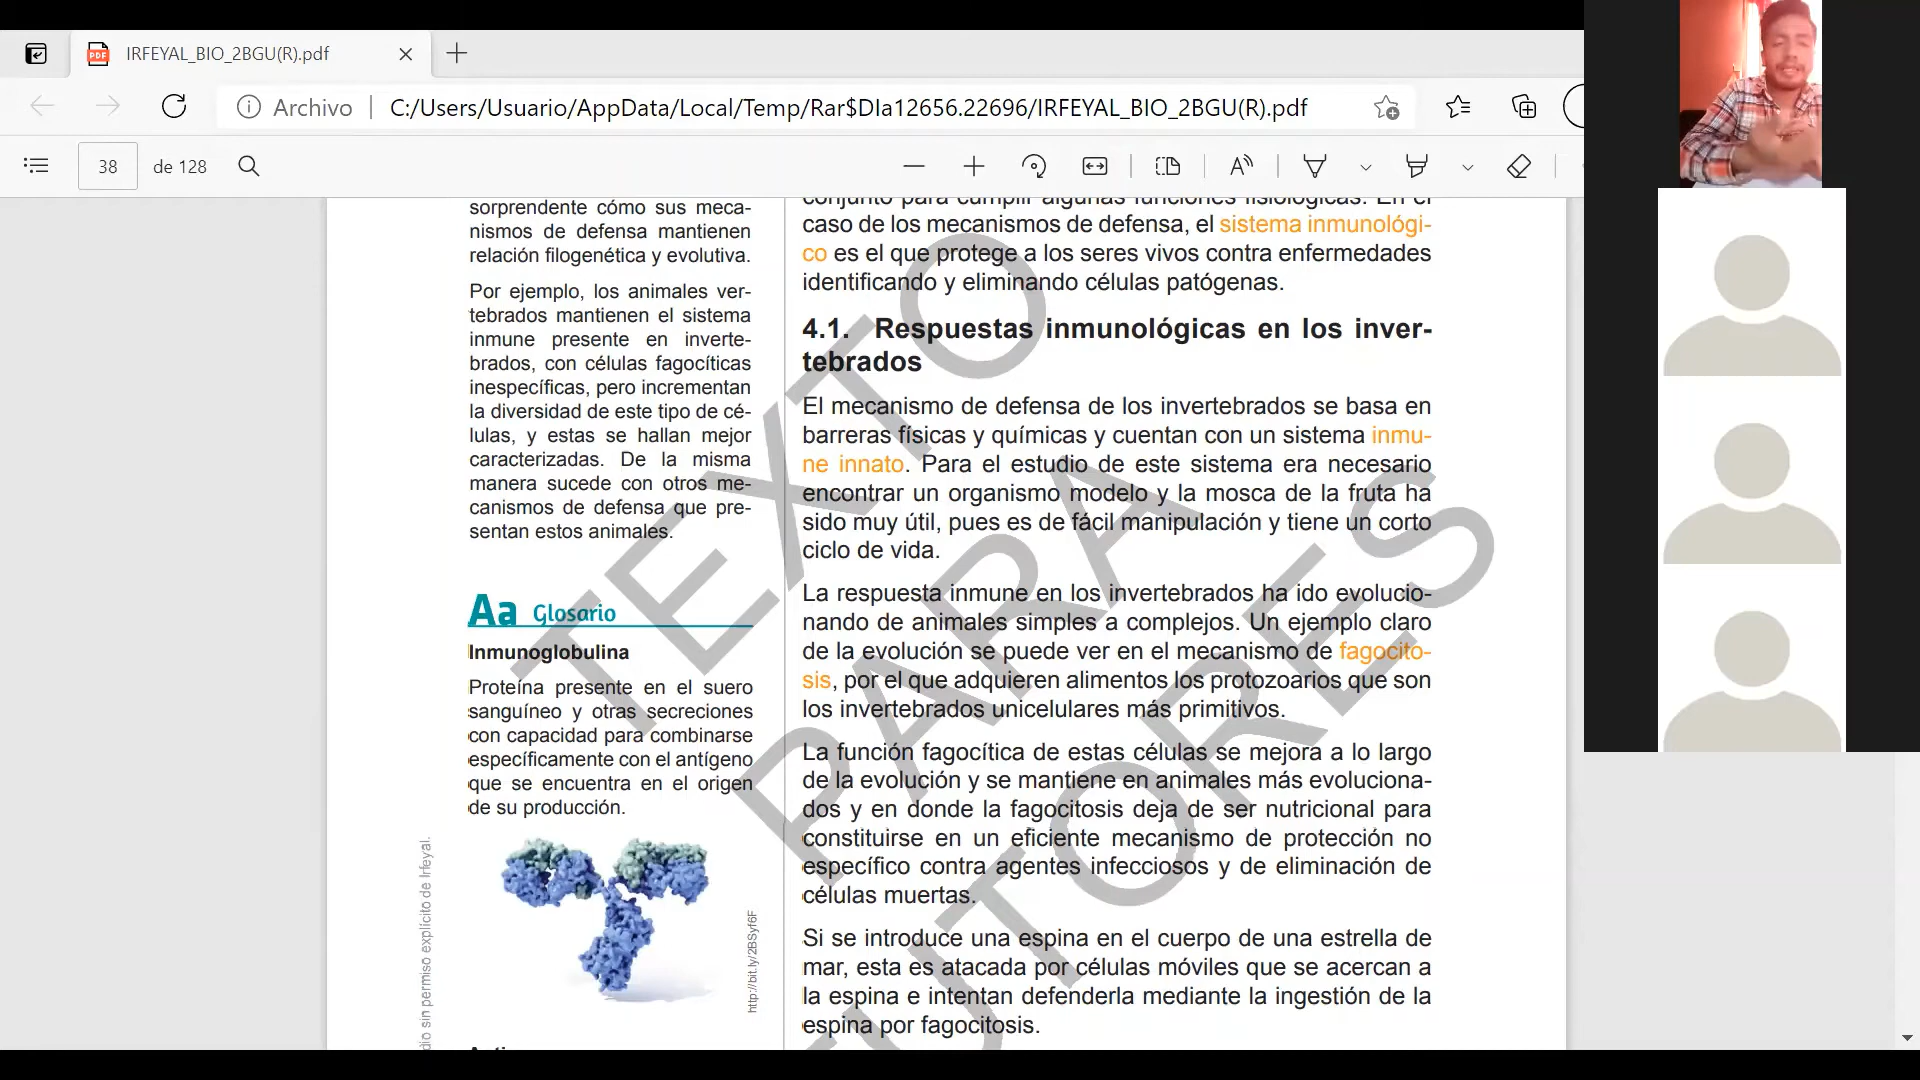 IRFEYAL_BIO_2BGU(R).pdf
Archivo
C:/Users/Usuario/AppData/Local/Temp/Rar$DIa12656.22696/IRFEYAL_BIO_2BGU(R).pdf
38 de 128
sorprendente cómo sus meca-
nismos de defensa mantienen
relación filogenética y evolutiva.
Por ejemplo, los animales ver-
tebrados mantienen el sistema
inmune presente en inverte-
brados, con células fagocíticas
inespecíficas, pero incrementan
la diversidad de este tipo de cé-
lulas, y estas se hallan mejor
caracterizadas. De la misma
manera sucede con otros me-
canismos de defensa que pre-
sentan estos animales.
Aa Glosario
Inmunoglobulina
Proteína presente en el suero
sanguíneo y otras secreciones
con capacidad para combinarse
específicamente con el antígeno
que se encuentra en el origen
de su producción.
http://bit.ly/2BSyf6F
dio sin permiso explícito de Irfeyal.
conjunto para cumplir algunas funciones fisiológicas. En el
caso de los mecanismos de defensa, el sistema inmunológi-
co es el que protege a los seres vivos contra enfermedades
identificando y eliminando células patógenas.
4.1. Respuestas inmunológicas en los inver-
tebrados
El mecanismo de defensa de los invertebrados se basa en
barreras físicas y químicas y cuentan con un sistema inmu-
ne innato. Para el estudio de este sistema era necesario
encontrar un organismo modelo y la mosca de la fruta ha
sido muy útil, pues es de fácil manipulación y tiene un corto
ciclo de vida.
La respuesta inmune en los invertebrados ha ido evolucio-
nando de animales simples a complejos. Un ejemplo claro
de la evolución se puede ver en el mecanismo de fagocito-
sis, por el que adquieren alimentos los protozoarios que son
los invertebrados unicelulares más primitivos.
La función fagocítica de estas células se mejora a lo largo
de la evolución y se mantiene en animales más evoluciona-
dos y en donde la fagocitosis deja de ser nutricional para
constituirse en un eficiente mecanismo de protección no
específico contra agentes infecciosos y de eliminación de
células muertas.
Si se introduce una espina en el cuerpo de una estrella de
mar, esta es atacada por células móviles que se acercan a
la espina e intentan defenderla mediante la ingestión de la
espina por fagocitosis.
TEXTO
PARA
TUTORES